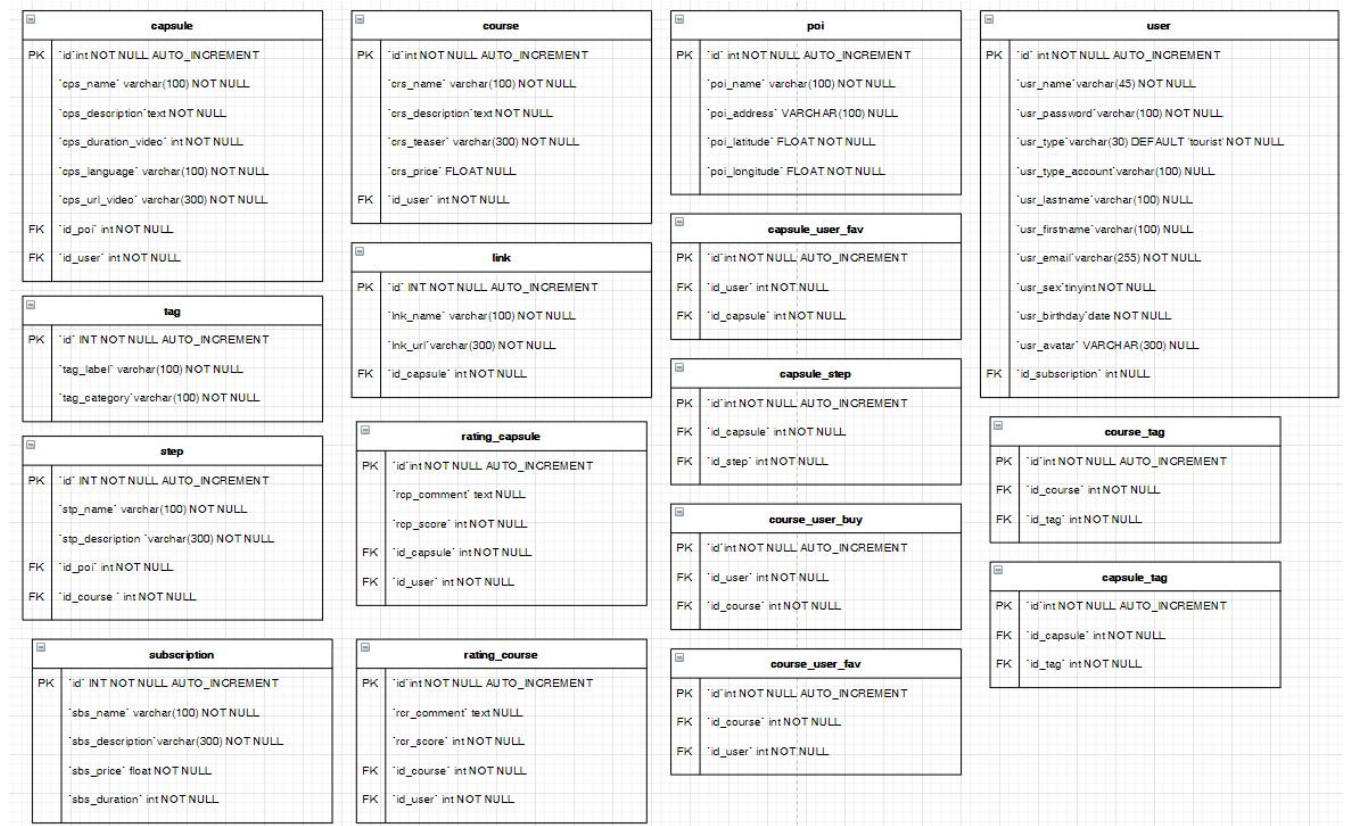 capsule
PK `id`int NOT NULL AUTO_INCREMENT
`cps_name` varchar(100) NOT NULL
`cps_description`text NOT NULL
`cps_duration_video` int NOT NULL
`cps_language` varchar(100) NOT NULL
`cps_url_video` varchar(300) NOT NULL
FK `id_poi` int NOT NULL
FK `id_user` int NOT NULL
tag
PK `id` INT NOT NULL AUTO_INCREMENT
`tag_label` varchar(100) NOT NULL
`tag_category`varchar(100) NOT NULL
step
PK `id` INT NOT NULL AUTO_INCREMENT
`stp_name` varchar(100) NOT NULL
`stp_description `varchar(300) NOT NULL
FK `id_poi` int NOT NULL
FK `id_course ` int NOT NULL
subscription
PK `id` INT NOT NULL AUTO_INCREMENT
`sbs_name` varchar(100) NOT NULL
`sbs_description`varchar(300) NOT NULL
`sbs_price` float NOT NULL
`sbs_duration` int NOT NULL
course
PK `id`int NOT NULL AUTO_INCREMENT
`crs_name` varchar(100) NOT NULL
`crs_description`text NOT NULL
`crs_teaser` varchar(300) NOT NULL
`crs_price` FLOAT NULL
FK `id_user` int NOT NULL
link
PK `id` INT NOT NULL AUTO_INCREMENT
`lnk_name` varchar(100) NOT NULL
`lnk_url`varchar(300) NOT NULL
FK `id_capsule` int NOT NULL
rating_capsule
PK `id`int NOT NULL AUTO_INCREMENT
`rcp_comment` text NULL
`rcp_score` int NOT NULL
FK `id_capsule` int NOT NULL
FK `id_user` int NOT NULL
rating_course
PK `id`int NOT NULL AUTO_INCREMENT
`rcr_comment` text NULL
`rcr_score` int NOT NULL
FK `id_course` int NOT NULL
FK `id_user` int NOT NULL
poi
PK `id` int NOT NULL AUTO_INCREMENT
`poi_name` varchar(100) NOT NULL
`poi_address` VARCHAR(100) NULL
`poi_latitude` FLOAT NOT NULL
`poi_longitude` FLOAT NOT NULL
capsule_user_fav
PK `id`int NOT NULL AUTO_INCREMENT
FK `id_user` int NOT NULL
FK `id_capsule` int NOT NULL
capsule_step
PK `id`int NOT NULL AUTO_INCREMENT
FK `id_capsule` int NOT NULL
FK `id_step` int NOT NULL
course_user_buy
PK `id`int NOT NULL AUTO_INCREMENT
FK `id_user` int NOT NULL
FK `id_course` int NOT NULL
course_user_fav
PK `id`int NOT NULL AUTO_INCREMENT
FK `id_course` int NOT NULL
FK `id_user` int NOT NULL
user
PK `id` int NOT NULL AUTO_INCREMENT
`usr_name`varchar(45) NOT NULL
`usr_password`varchar(100) NOT NULL
`usr_type`varchar(30) DEFAULT 'tourist' NOT NULL
`usr_type_account`varchar(100) NULL
`usr_lastname`varchar(100) NULL
`usr_firstname`varchar(100) NULL
`usr_email`varchar(255) NOT NULL
`usr_sex`tinyint NOT NULL
`usr_birthday`date NOT NULL
`usr_avatar` VARCHAR(300) NULL
FK `id_subscription` int NULL
course_tag
PK `id`int NOT NULL AUTO_INCREMENT
FK `id_course` int NOT NULL
FK `id_tag` int NOT NULL
capsule_tag
PK `id`int NOT NULL AUTO_INCREMENT
FK `id_capsule` int NOT NULL
FK `id_tag` int NOT NULL